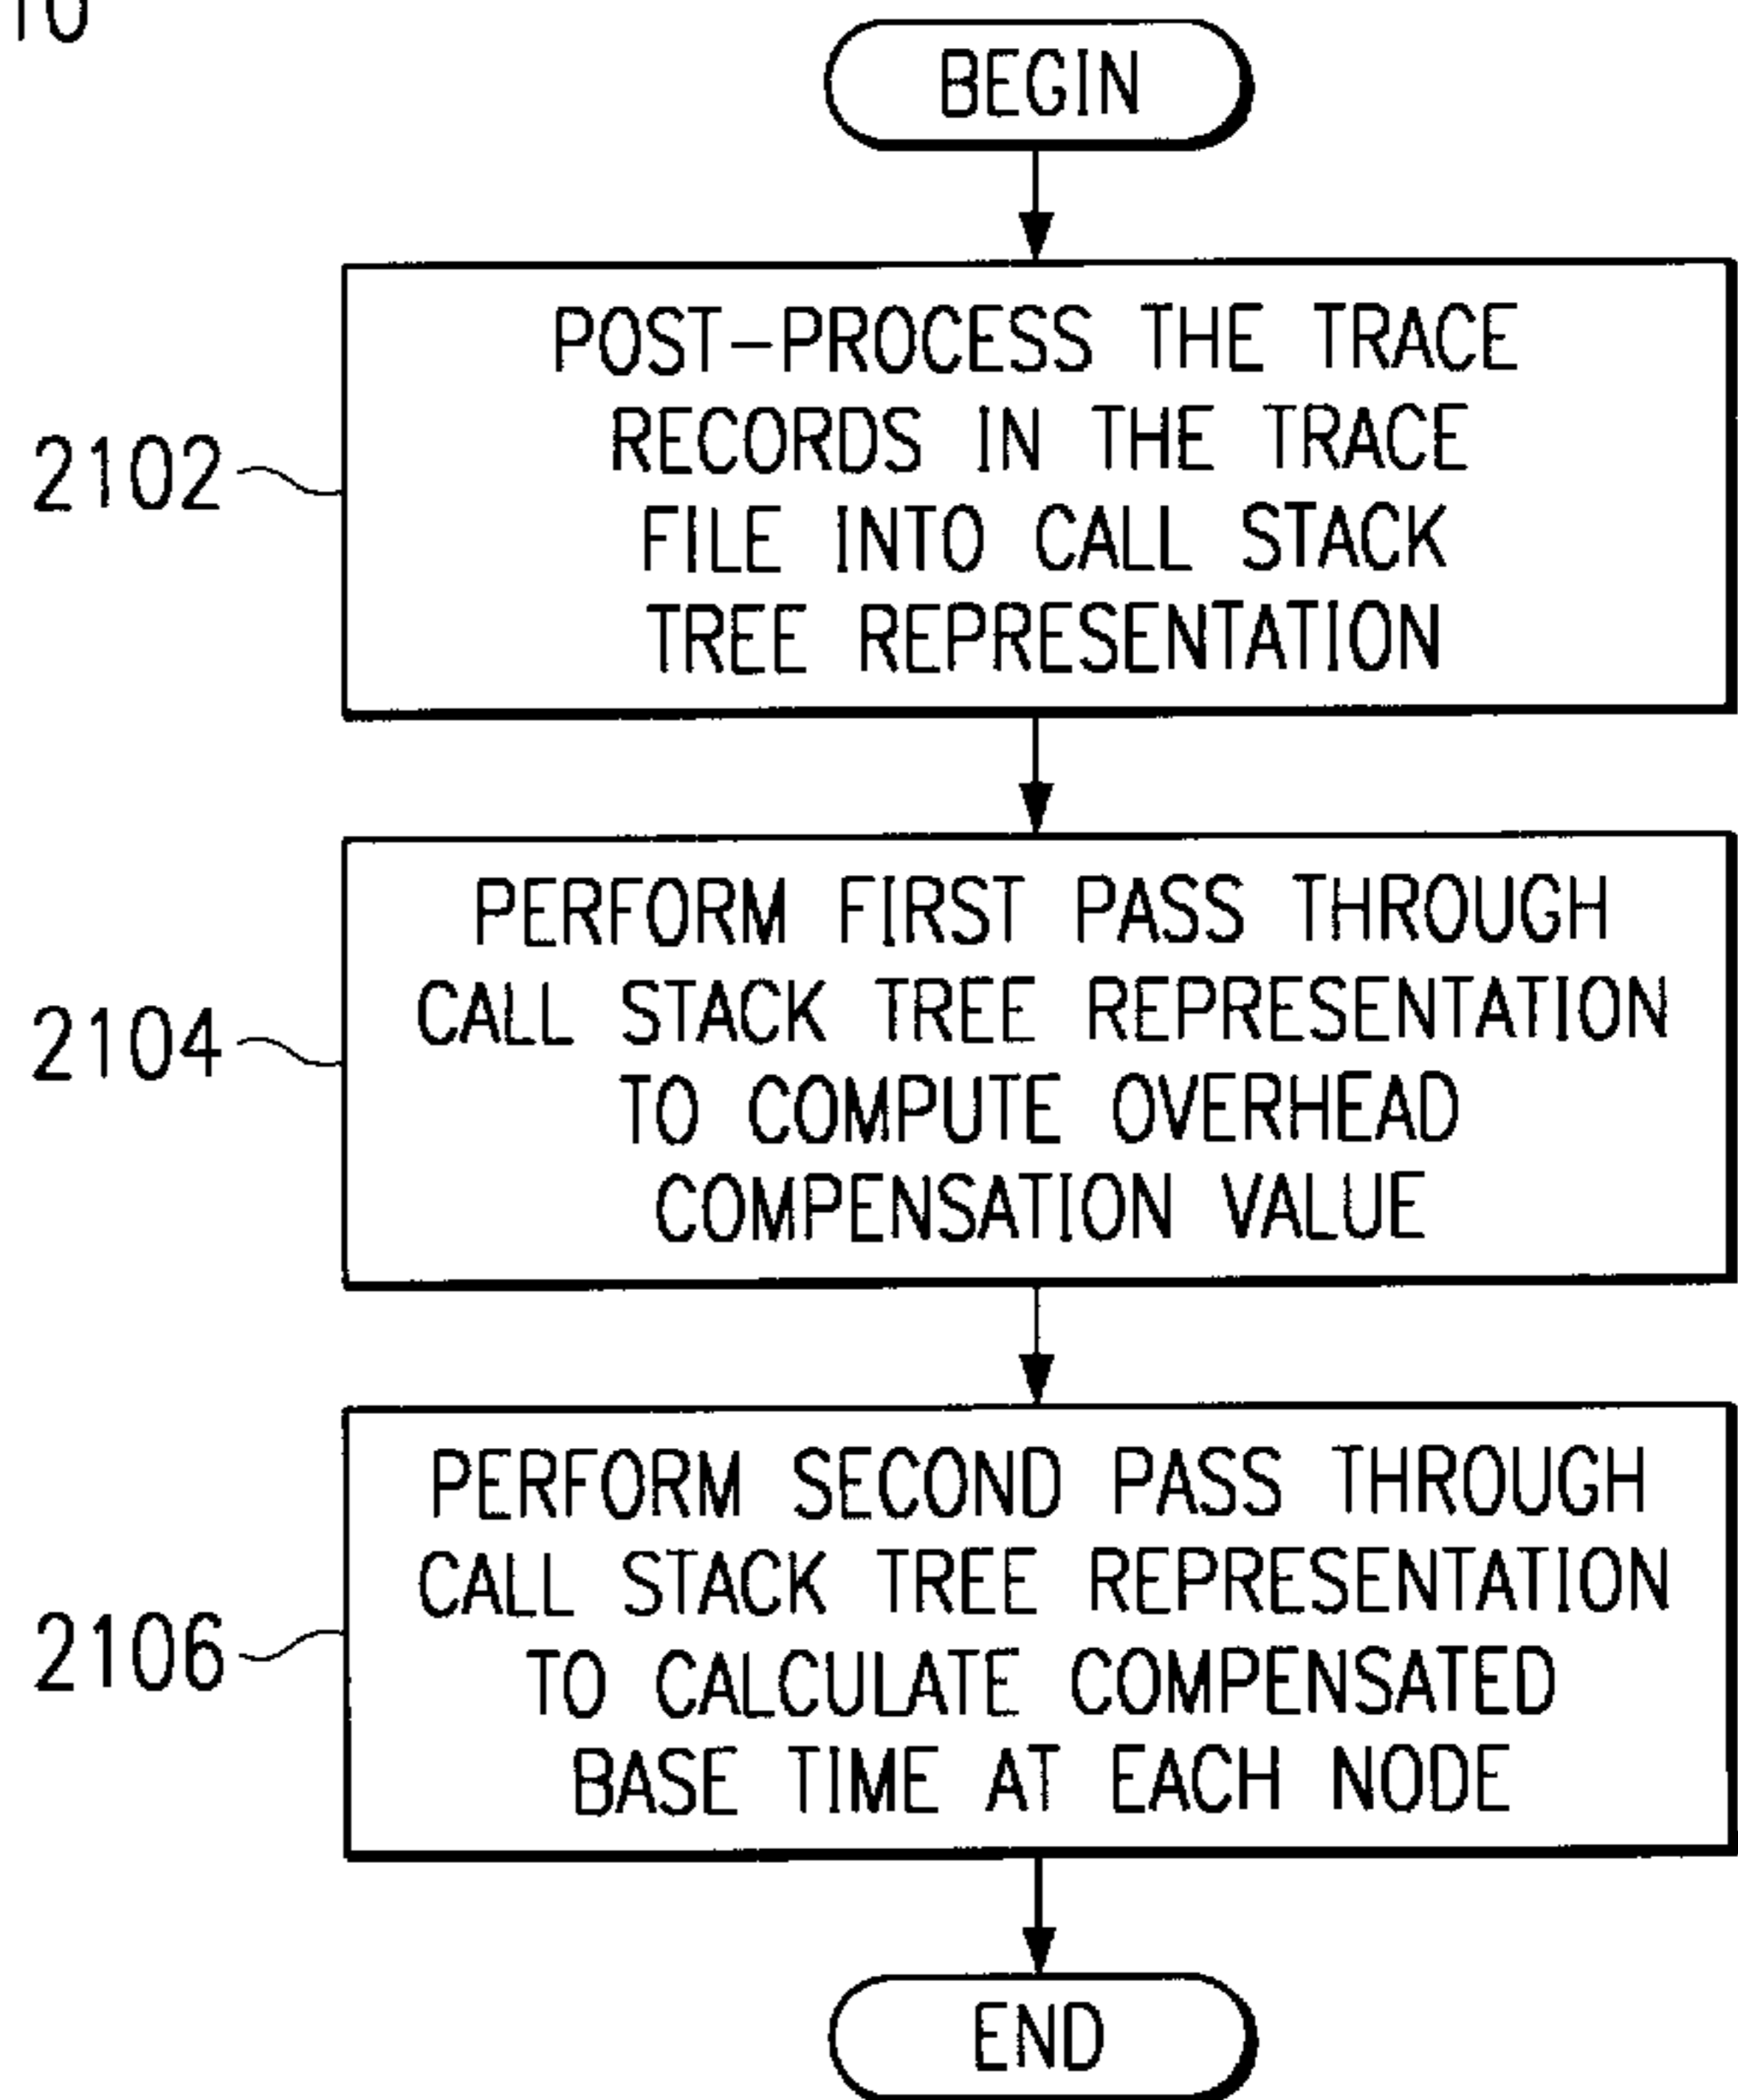 BEGIN
POST-PROCESS THE TRACE
RECORDS IN THE TRACE
FILE INTO CALL STACK
TREE REPRESENTATION
2102
PERFORM FIRST PASS THROUGH
CALL STACK TREE REPRESENTATION
TO COMPUTE OVERHEAD
COMPENSATION VALUE
2104
PERFORM SECOND PASS THROUGH
CALL STACK TREE REPRESENTATION
TO CALCULATE COMPENSATED
BASE TIME AT EACH NODE
2106
END